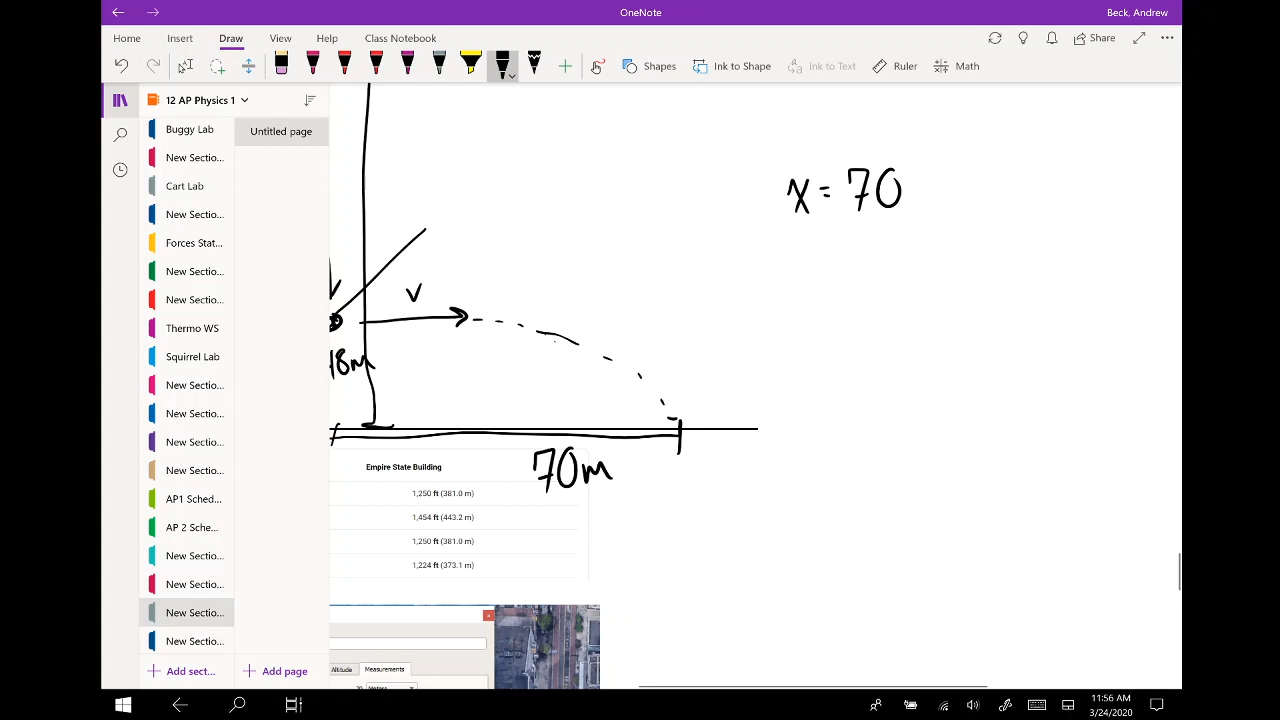 OneNote
Beck, Andrew
Home Insert Draw View Help Class Notebook
Share
Shapes Ink to Shape Ink to Text Ruler Math
12 AP Physics 1
Untitled page
Buggy Lab
New Sectio...
Cart Lab
New Sectio...
Forces Stat...
New Sectio...
New Sectio...
Thermo WS
Squirrel Lab
New Sectio...
New Sectio...
New Sectio...
New Sectio...
AP1 Sched...
AP 2 Sche...
New Sectio...
New Sectio...
New Sectio...
New Sectio...
Add sect...
Add page
x = 70
v
18m
70m
Empire State Building
1,250 ft (381.0 m)
1,454 ft (443.2 m)
1,250 ft (381.0 m)
1,224 ft (373.1 m)
Altitude Measurements
Meters
11:56 AM
3/24/2020